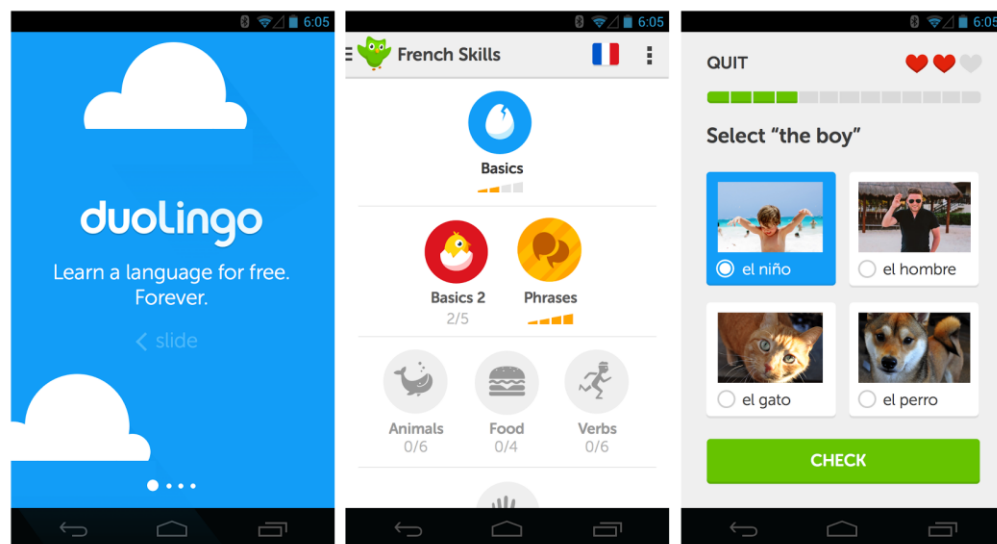 6:05
duolingo
Learn a language for free.
Forever.
< slide
6:05
French Skills
Basics
Basics 2 Phrases
2/5
Animals Food Verbs
0/6 0/4 0/6
6:05
QUIT
Select “the boy”
el niño el hombre
el gato el perro
CHECK